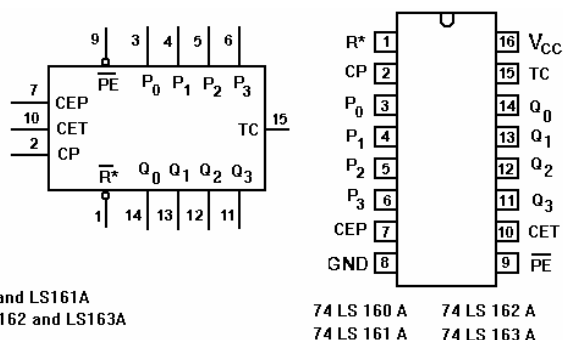 9 3 4 5 6
PE P0 P1 P2 P3
7 CEP
10 CET
2 CP
TC 15
R* Q0 Q1 Q2 Q3
1 14 13 12 11
and LS161A
162 and LS163A
R* 1 16 VCC
CP 2 15 TC
P0 3 14 Q0
P1 4 13 Q1
P2 5 12 Q2
P3 6 11 Q3
CEP 7 10 CET
GND 8 9 PE
74 LS 160 A 74 LS 162 A
74 LS 161 A 74 LS 163 A